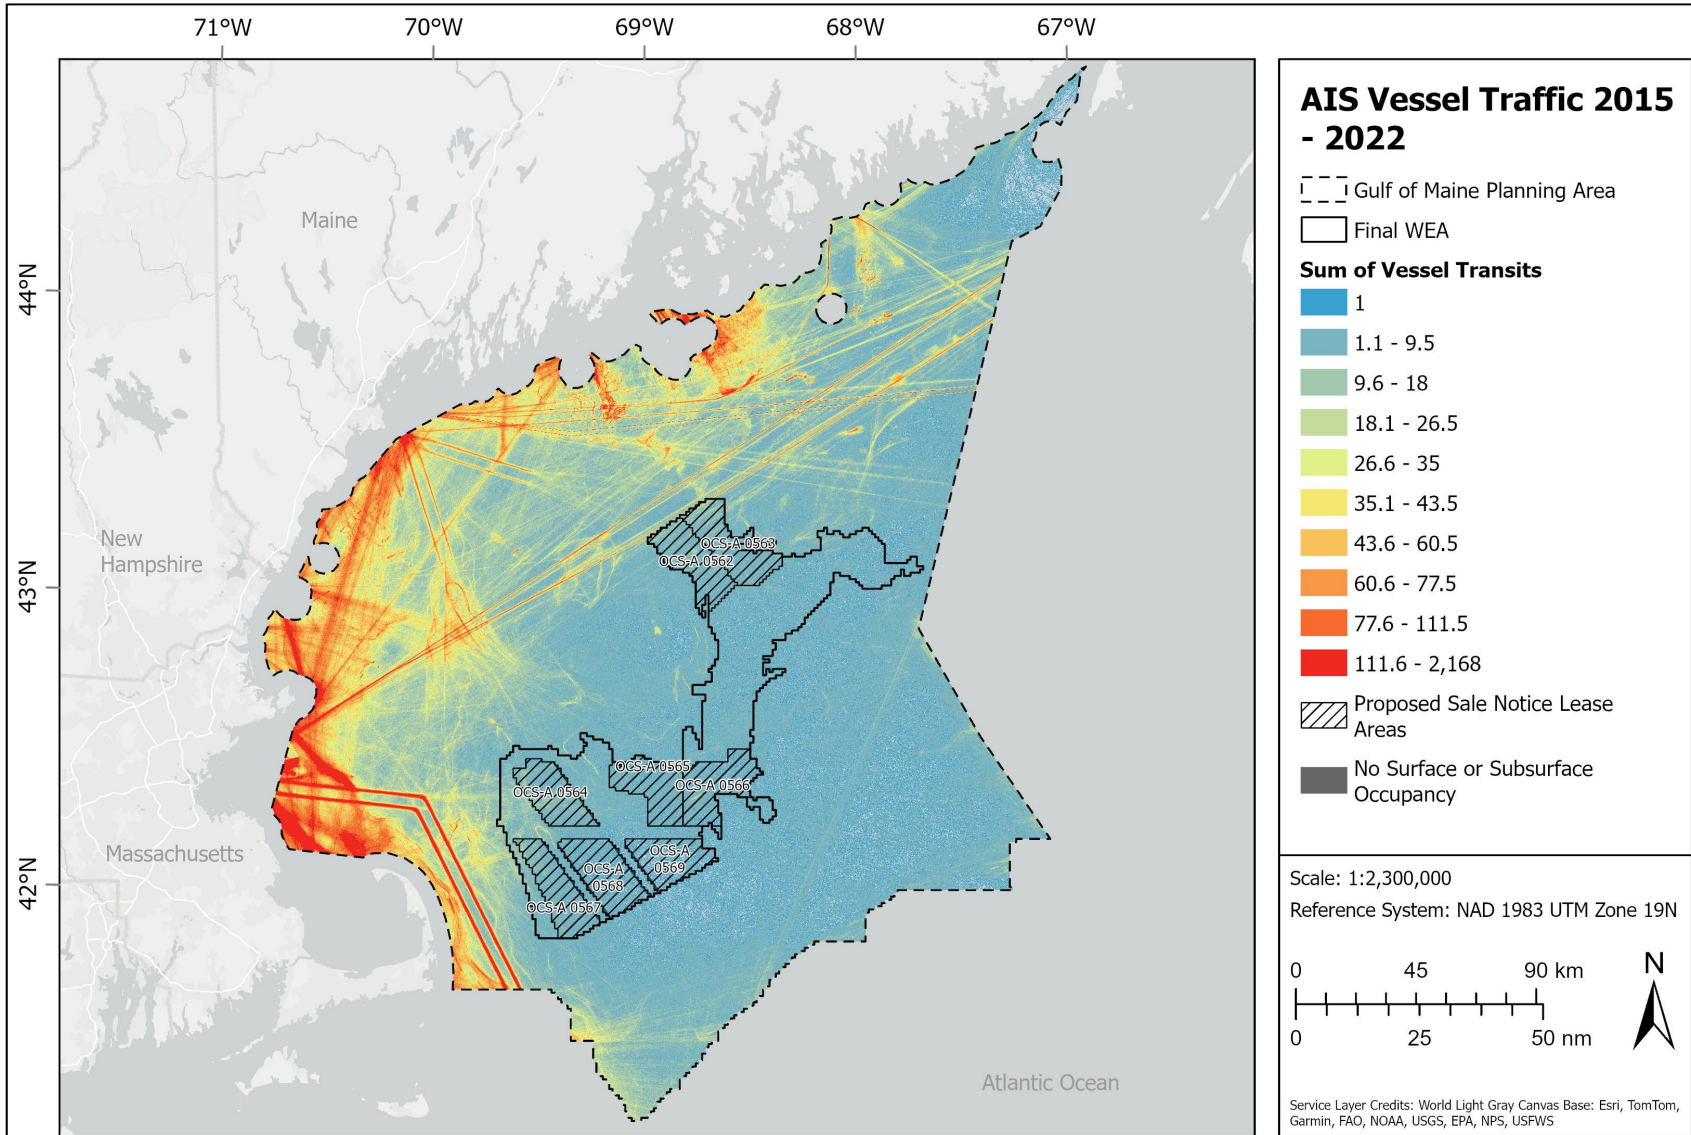 71°W
70°W
69°W
68°W
67°W
44°N
43°N
42°N
Maine
New
Hampshire
Massachusetts
Atlantic Ocean
OCS-A 0563
OCS-A 0562
OCS-A 0565
OCS-A 0566
OCS-A 0564
OCS-A
0569
OCS-A
0568
OCS-A 0567
AIS Vessel Traffic 2015
- 2022
Gulf of Maine Planning Area
Final WEA
Sum of Vessel Transits
1
1.1 - 9.5
9.6 - 18
18.1 - 26.5
26.6 - 35
35.1 - 43.5
43.6 - 60.5
60.6 - 77.5
77.6 - 111.5
111.6 - 2,168
Proposed Sale Notice Lease
Areas
No Surface or Subsurface
Occupancy
Scale: 1:2,300,000
Reference System: NAD 1983 UTM Zone 19N
0 45 90 km
0 25 50 nm
N
Service Layer Credits: World Light Gray Canvas Base: Esri, TomTom,
Garmin, FAO, NOAA, USGS, EPA, NPS, USFWS